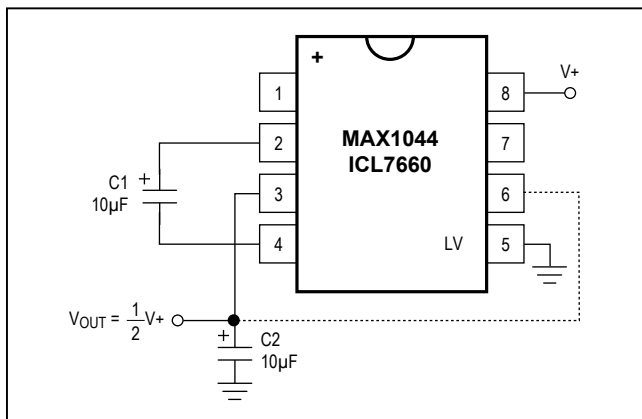 +
MAX1044
ICL7660
1
2
3
4
8
7
6
5
LV
V+
C1
+
10µF
VOUT = 1/2 V+
+
C2
10µF